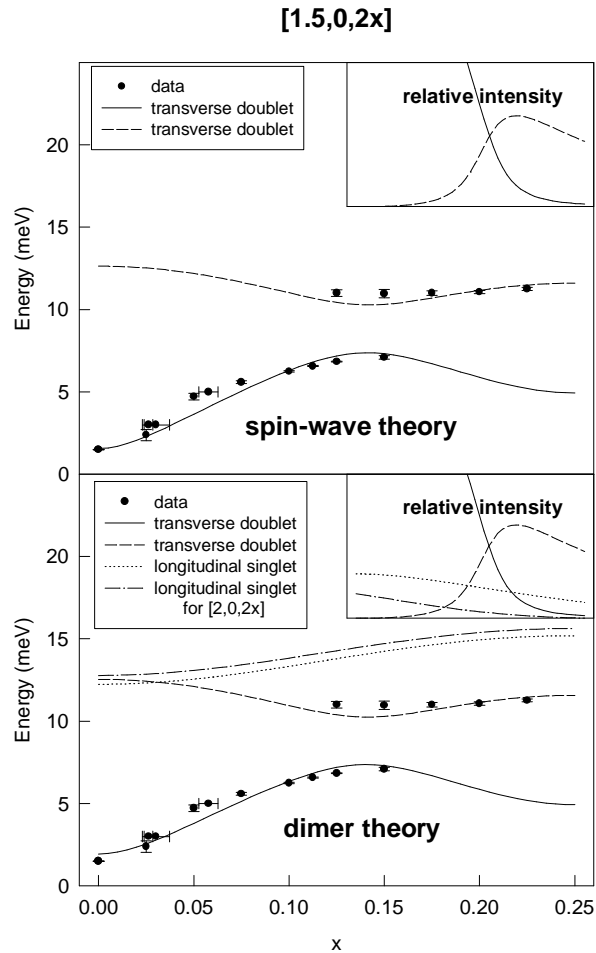 [1.5,0,2x]
data
transverse doublet
transverse doublet
relative intensity
20
15
10
5
0
Energy (meV)
spin-wave theory
data
transverse doublet
transverse doublet
longitudinal singlet
longitudinal singlet
for [2,0,2x]
relative intensity
20
15
10
5
0
Energy (meV)
dimer theory
0.00 0.05 0.10 0.15 0.20 0.25
x